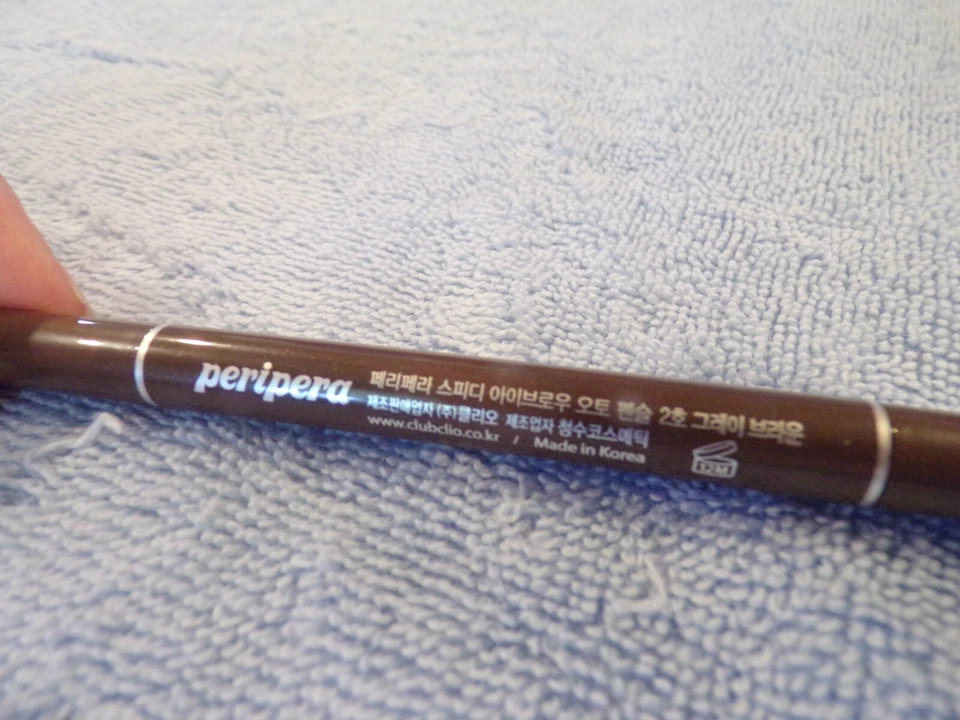 peripera
페리페라 스피디 아이브로우 오토 펜슬 2호 그레이 브라운
제조판매업자 (주)클리오 제조업자 청수코스메틱
www.clubclio.co.kr / Made in Korea
12M